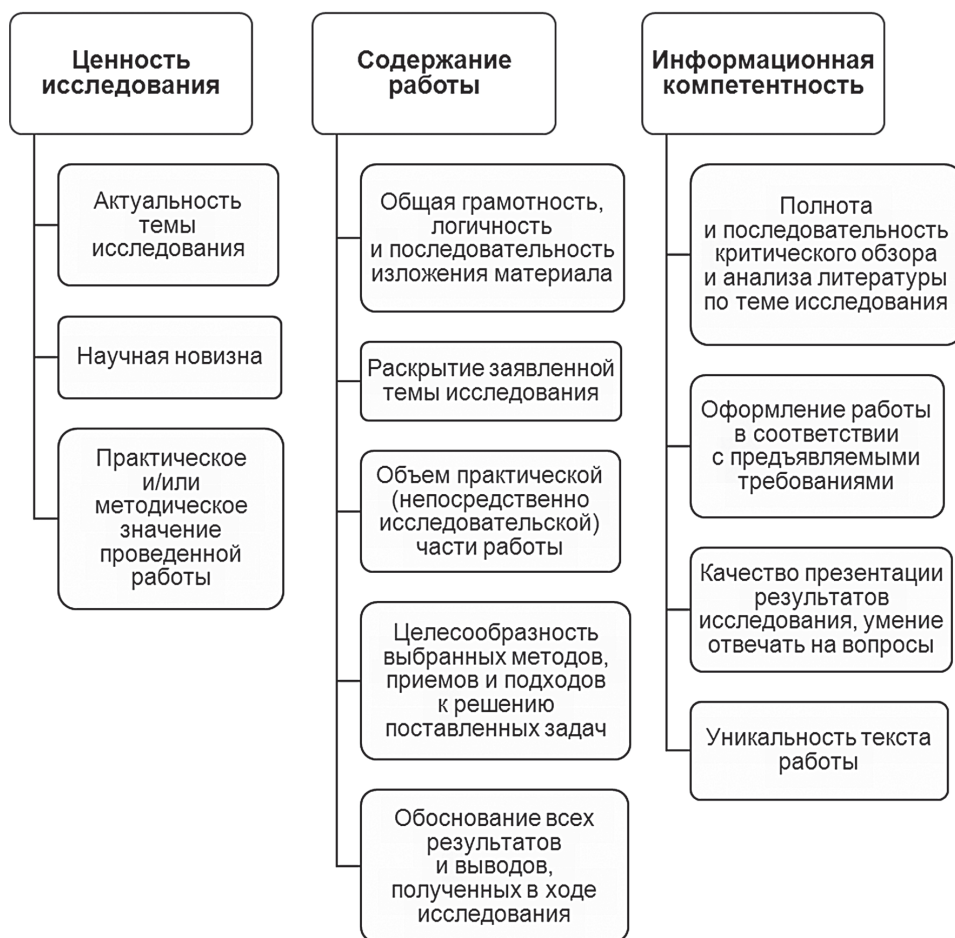 Ценность
исследования
Актуальность
темы
исследования
Научная новизна
Практическое
и/или
методическое
значение
проведенной
работы
Содержание
работы
Общая грамотность,
логичность
и последовательность
изложения материала
Раскрытие заявленной
темы исследования
Объем практической
(непосредственно
исследовательской)
части работы
Целесообразность
выбранных методов,
приемов и подходов
к решению
поставленных задач
Обоснование всех
результатов
и выводов,
полученных в ходе
исследования
Информационная
компетентность
Полнота
и последовательность
критического обзора
и анализа литературы
по теме исследования
Оформление работы
в соответствии
с предъявляемыми
требованиями
Качество презентации
результатов
исследования, умение
отвечать на вопросы
Уникальность текста
работы